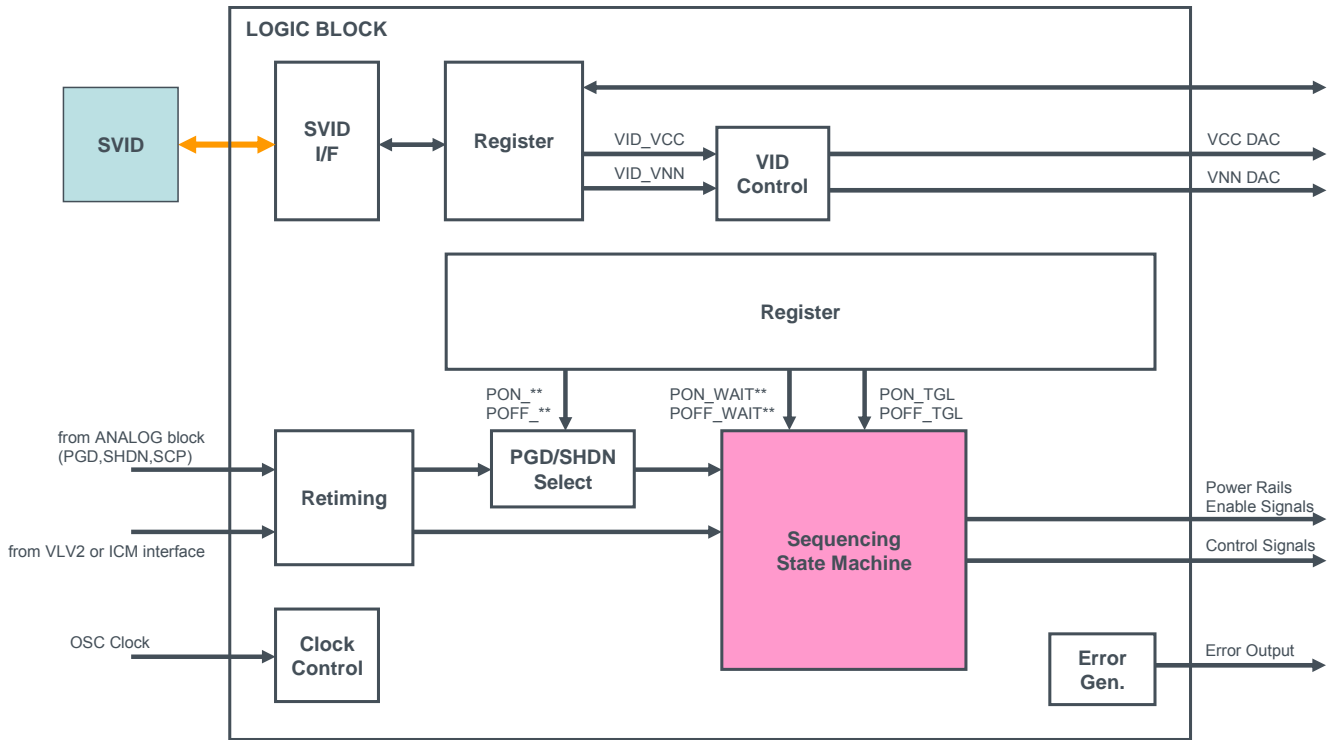 LOGIC BLOCK
SVID
SVID
I/F
Register
VID_VCC
VID_VNN
VID
Control
VCC DAC
VNN DAC
Register
PON_**
POFF_**
PON_WAIT**
POFF_WAIT**
PON_TGL
POFF_TGL
from ANALOG block
(PGD,SHDN,SCP)
Retiming
PGD/SHDN
Select
Sequencing
State Machine
Power Rails
Enable Signals
from VLV2 or ICM interface
Control Signals
OSC Clock
Clock
Control
Error
Gen.
Error Output